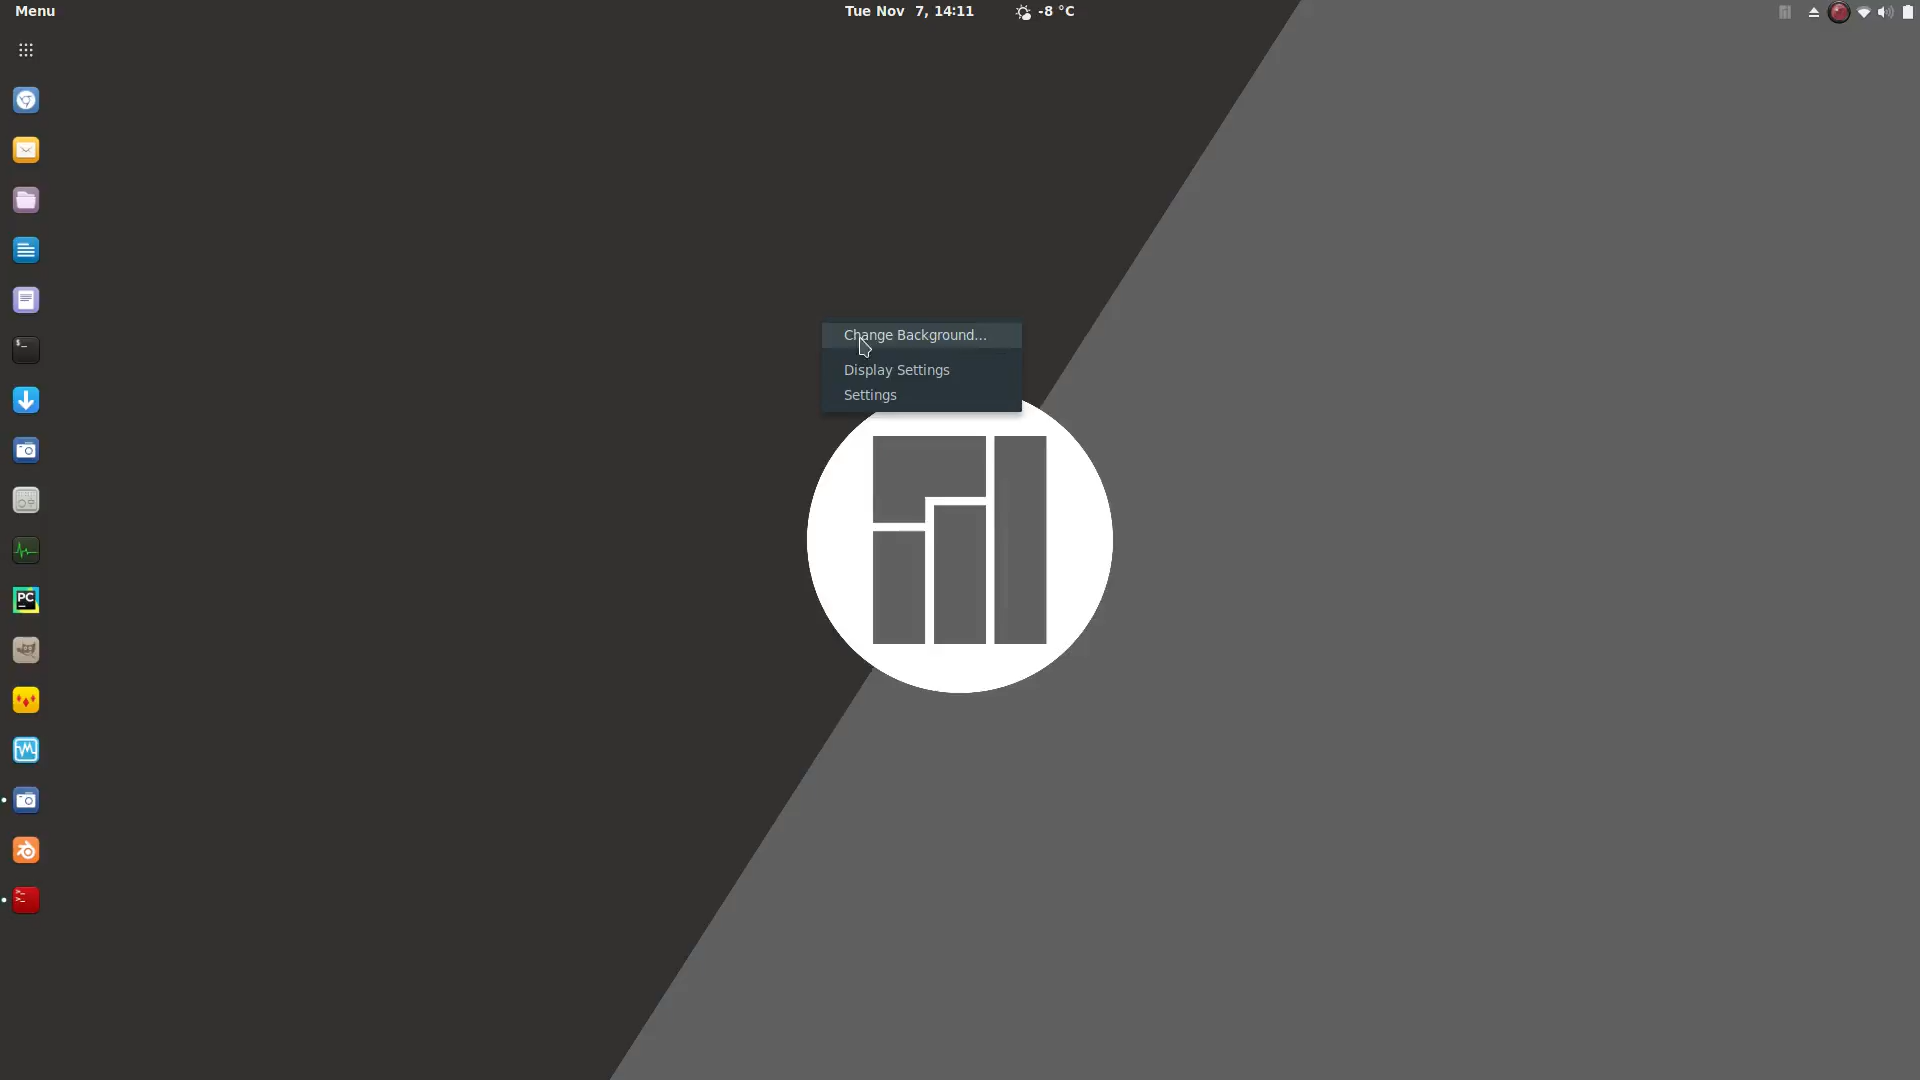 Menu
Tue Nov 7, 14:11
-8 °C
Change Background...
Display Settings
Settings
$_
PC
>_
>_